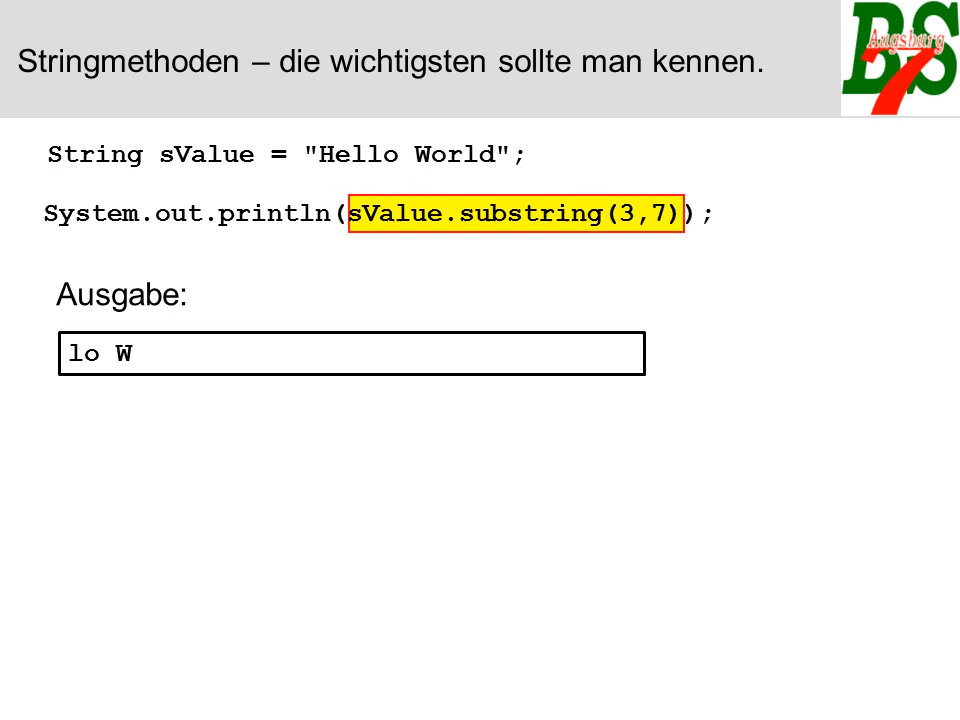 Stringmethoden – die wichtigsten sollte man kennen.
BS
Augsburg
7
String sValue = "Hello World";
System.out.println(sValue.substring(3,7));
Ausgabe:
lo W